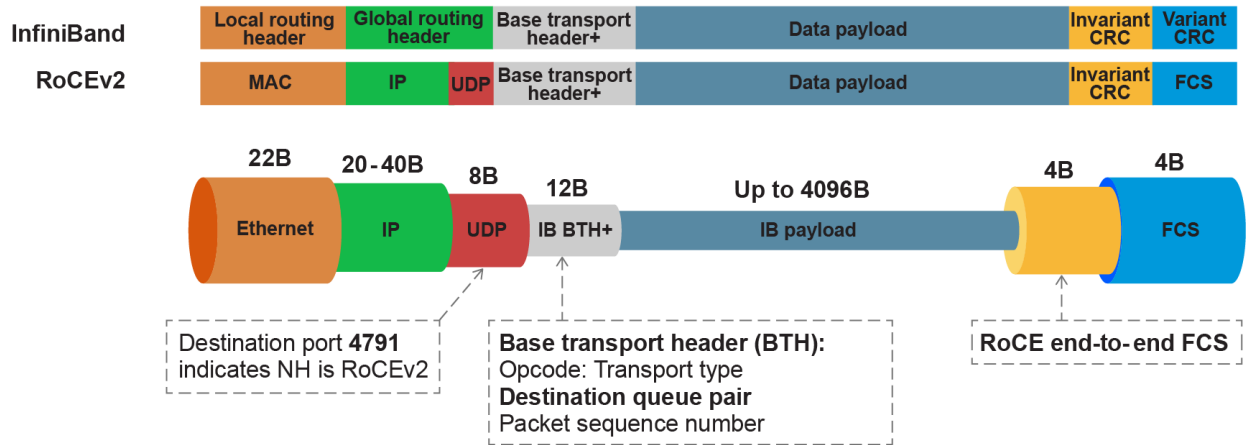 InfiniBand
Local routing
header
Global routing
header
Base transport
header+
Data payload
Invariant
CRC
Variant
CRC
RoCEv2
MAC
IP
UDP
Base transport
header+
Data payload
Invariant
CRC
FCS
22B
20-40B
8B
12B
Up to 4096B
4B
4B
Ethernet
IP
UDP
IB BTH+
IB payload
FCS
Destination port 4791
indicates NH is RoCEv2
Base transport header (BTH):
Opcode: Transport type
Destination queue pair
Packet sequence number
RoCE end-to-end FCS